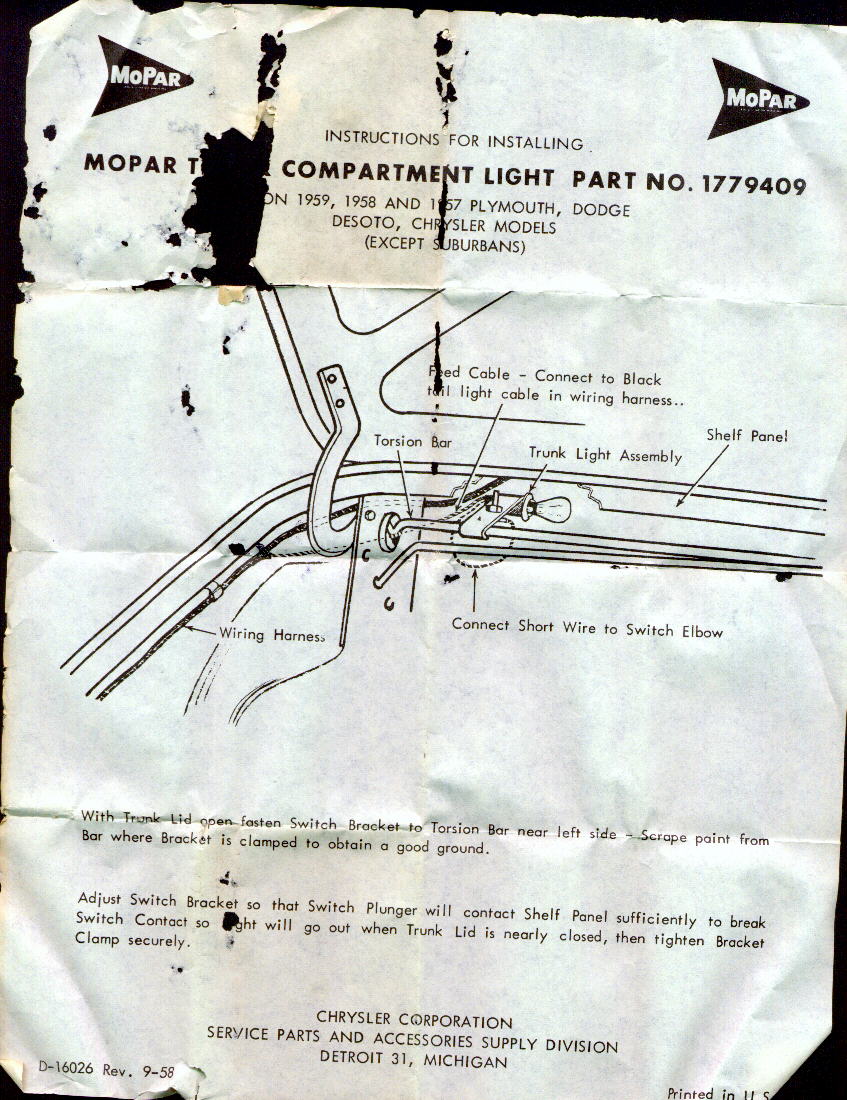 MOPAR
MOPAR
INSTRUCTIONS FOR INSTALLING
MOPAR COMPARTMENT LIGHT PART NO. 1779409
ON 1959, 1958 AND 1957 PLYMOUTH, DODGE
DESOTO, CHRYSLER MODELS
(EXCEPT SUBURBANS)
Feed Cable - Connect to Black
tail light cable in wiring harness..
Shelf Panel
Torsion Bar
Trunk Light Assembly
Connect Short Wire to Switch Elbow
Wiring Harness
With Trunk Lid open fasten Switch Bracket to Torsion Bar near left side - Scrape paint from
Bar where Bracket is clamped to obtain a good ground.
Adjust Switch Bracket so that Switch Plunger will contact Shelf Panel sufficiently to break
Switch Contact so light will go out when Trunk Lid is nearly closed, then tighten Bracket
Clamp securely.
CHRYSLER CORPORATION
SERVICE PARTS AND ACCESSORIES SUPPLY DIVISION
DETROIT 31, MICHIGAN
D-16026 Rev. 9-58
Printed in U S